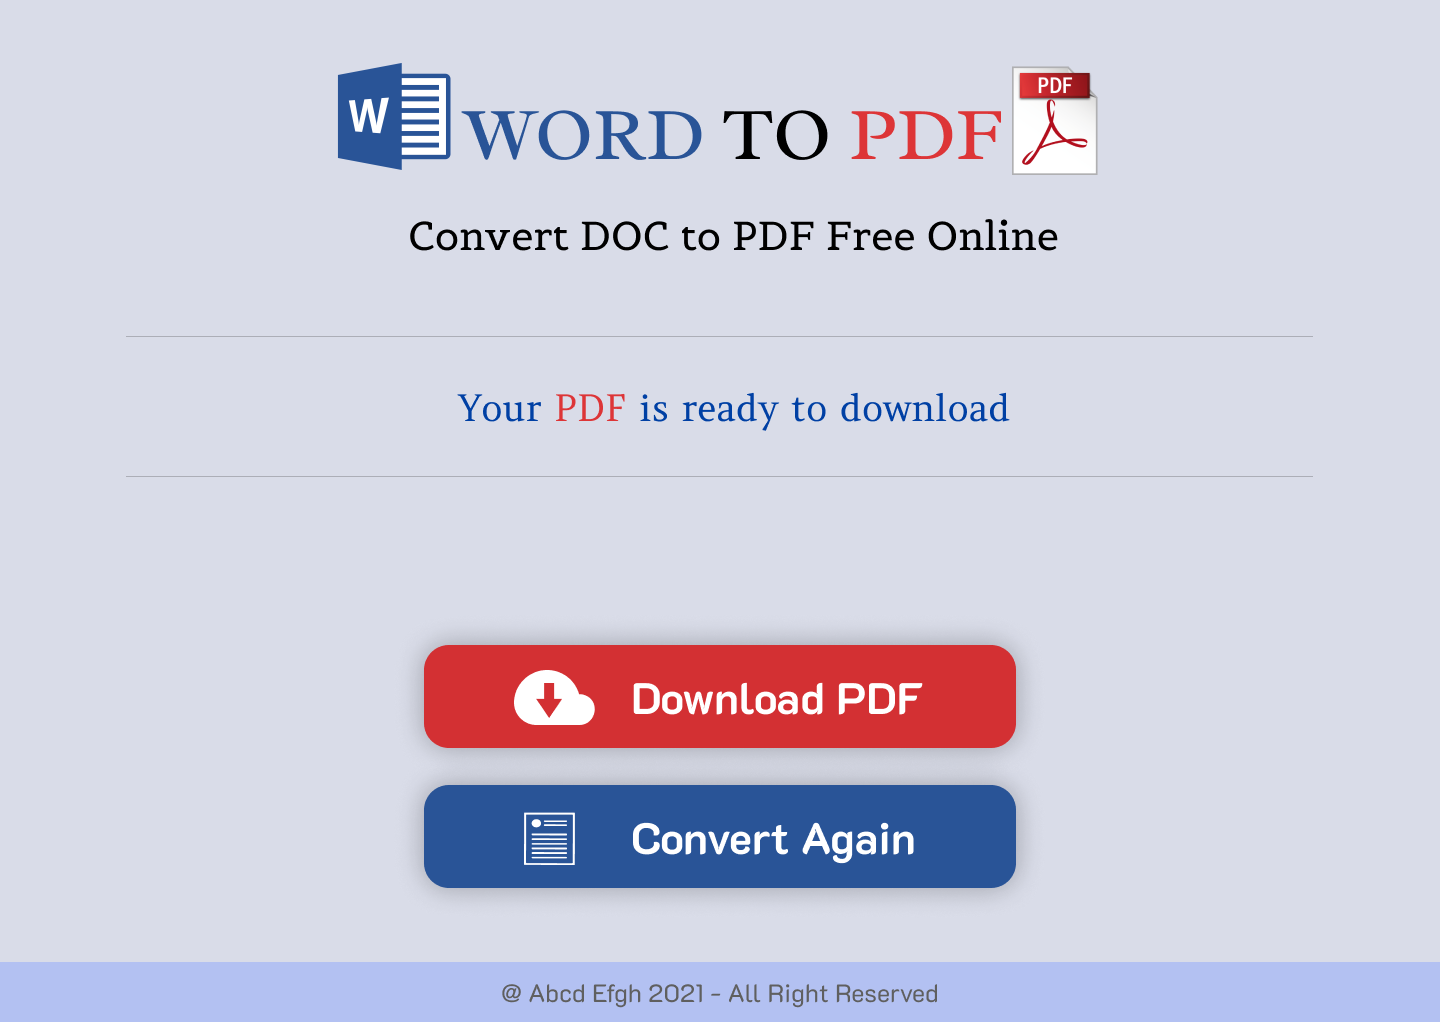 W WORD TO PDF PDF
Convert DOC to PDF Free Online
Your PDF is ready to download
Download PDF
Convert Again
@ Abcd Efgh 2021 - All Right Reserved